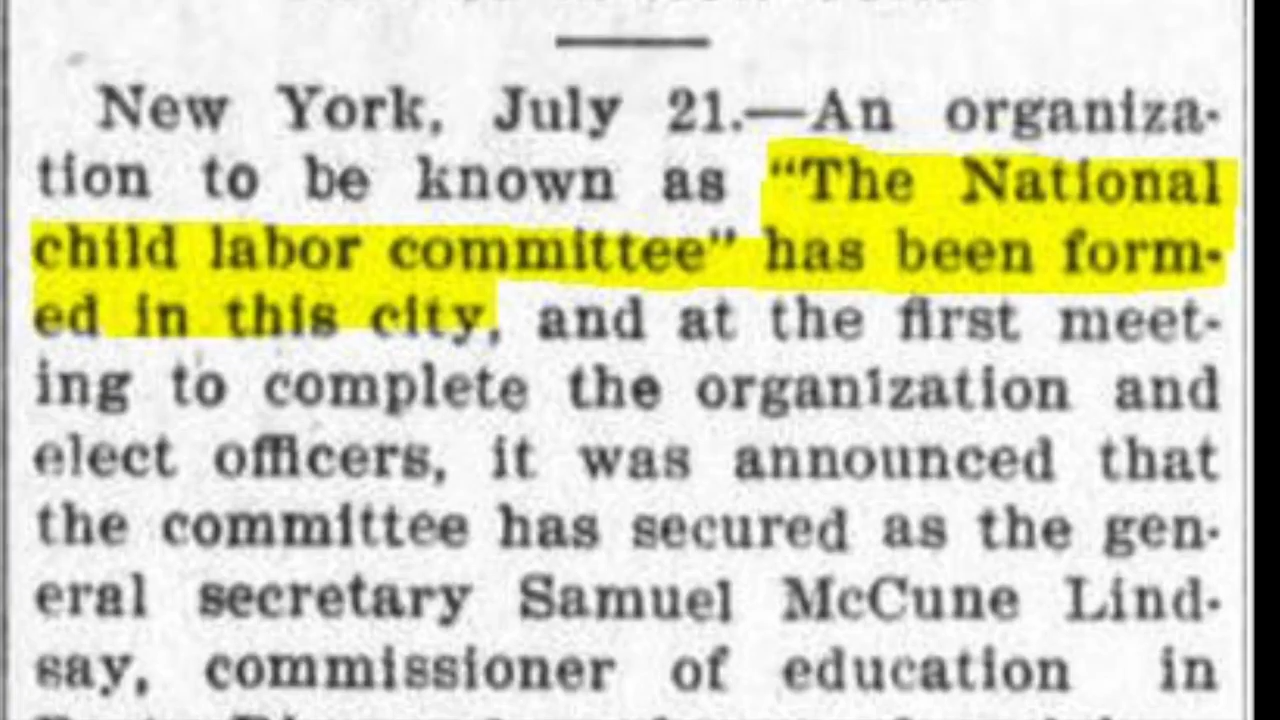 New York, July 21.—An organiza-
tion to be known as "The National
child labor committee" has been form-
ed in this city, and at the first meet-
ing to complete the organization and
elect officers, it was announced that
the committee has secured as the gen-
eral secretary Samuel McCune Lind-
say, commissioner of education in